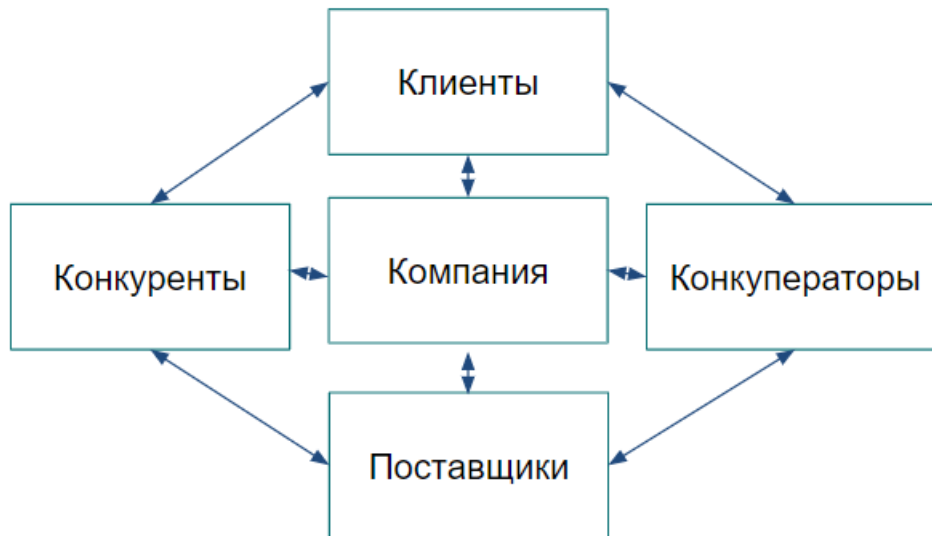 Клиенты
Конкуренты
Компания
Конкуператоры
Поставщики